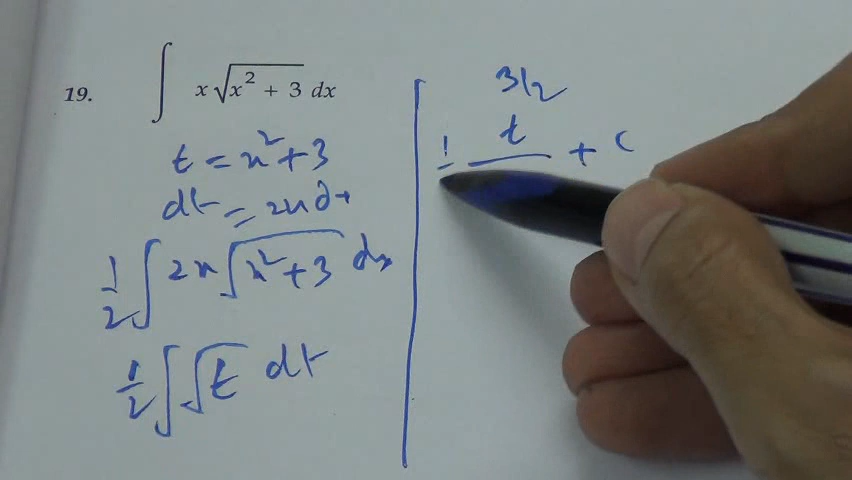 19. ∫ x√(x² + 3) dx
t = x² + 3
dt = 2x dx
1/2 ∫ 2x √(x² + 3) dx
1/2 ∫ √t dt
3/2
1 t + C